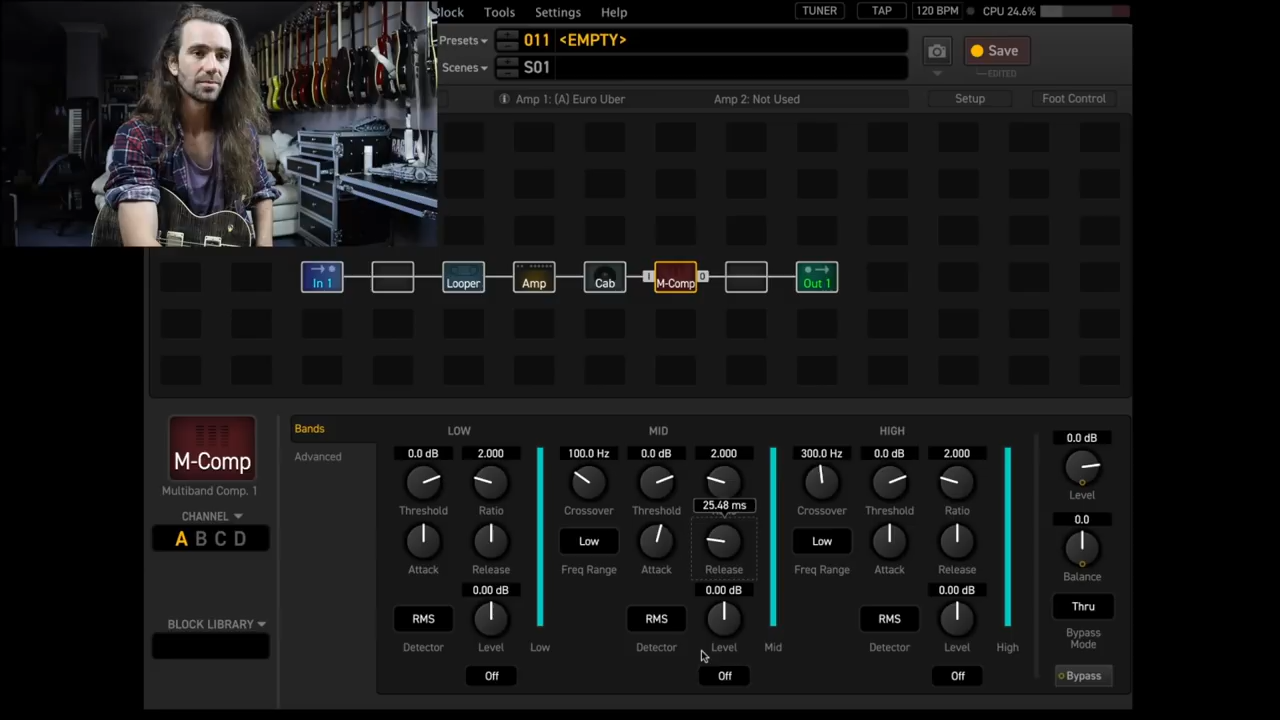 Block Tools Settings Help
TUNER TAP 120 BPM CPU 24.6%
Presets 011 <EMPTY>
Save
Scenes S01
EDITED
Amp 1: (A) Euro Uber Amp 2: Not Used Setup Foot Control
In 1 Looper Amp Cab I M-Comp O Out 1
M-Comp
Multiband Comp. 1
CHANNEL
A B C D
BLOCK LIBRARY
Bands
Advanced
LOW MID HIGH
0.0 dB 2.000 100.0 Hz 0.0 dB 2.000 300.0 Hz 0.0 dB 2.000
Threshold Ratio Crossover Threshold Crossover Threshold Ratio
25.48 ms
Low Low
Attack Release Freq Range Attack Release Freq Range Attack Release
0.00 dB 0.00 dB 0.00 dB
RMS RMS RMS
Detector Level Low Detector Level Mid Detector Level High
Off Off Off
0.0 dB
Level
0.0
Balance
Thru
Bypass
Mode
Bypass